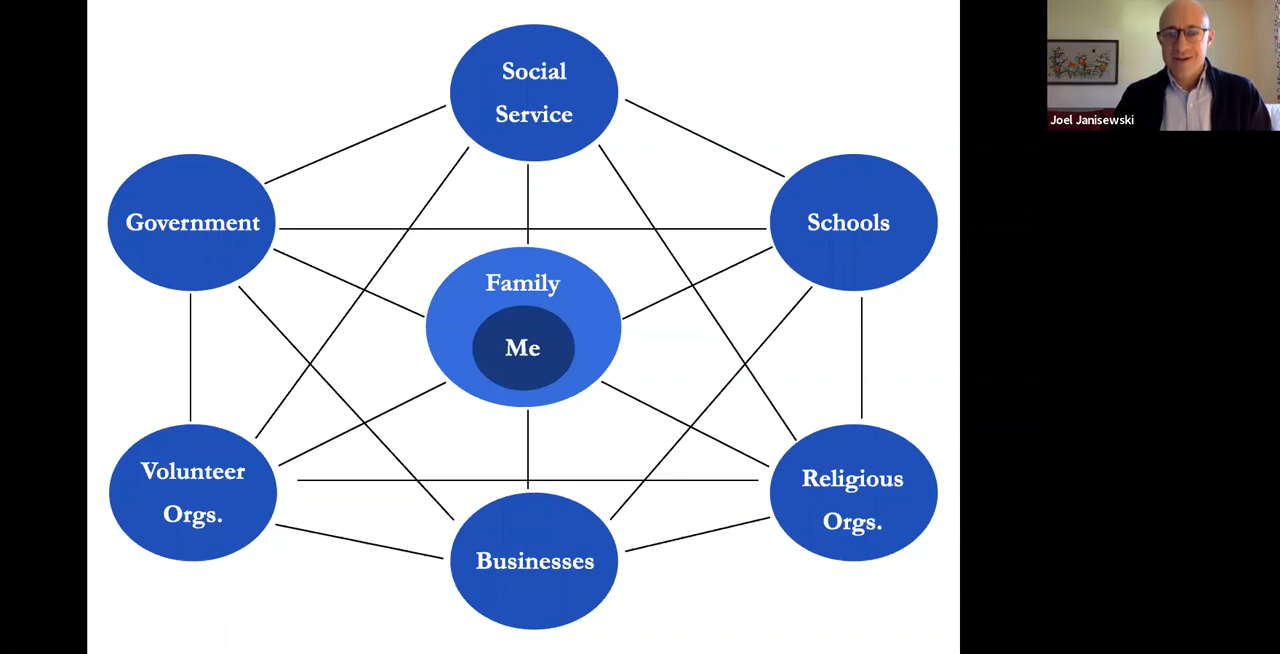 Social
Service
Joel Janisewski
Government
Schools
Family
Me
Volunteer
Orgs.
Religious
Orgs.
Businesses